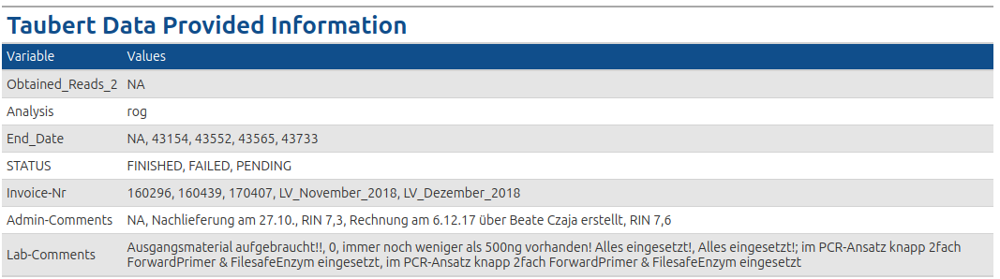 Taubert Data Provided Information
Variable Values
Obtained_Reads_2 NA
Analysis rog
End_Date NA, 43154, 43552, 43565, 43733
STATUS FINISHED, FAILED, PENDING
Invoice-Nr 160296, 160439, 170407, LV_November_2018, LV_Dezember_2018
Admin-Comments NA, Nachlieferung am 27.10., RIN 7,3, Rechnung am 6.12.17 über Beate Czaja erstellt, RIN 7,6
Lab-Comments Ausgangsmaterial aufgebraucht!!, 0, immer noch weniger als 500ng vorhanden! Alles eingesetzt!, Alles eingesetzt!; im PCR-Ansatz knapp 2fach
ForwardPrimer & FilesafeEnzym eingesetzt, im PCR-Ansatz knapp 2fach ForwardPrimer & FilesafeEnzym eingesetzt